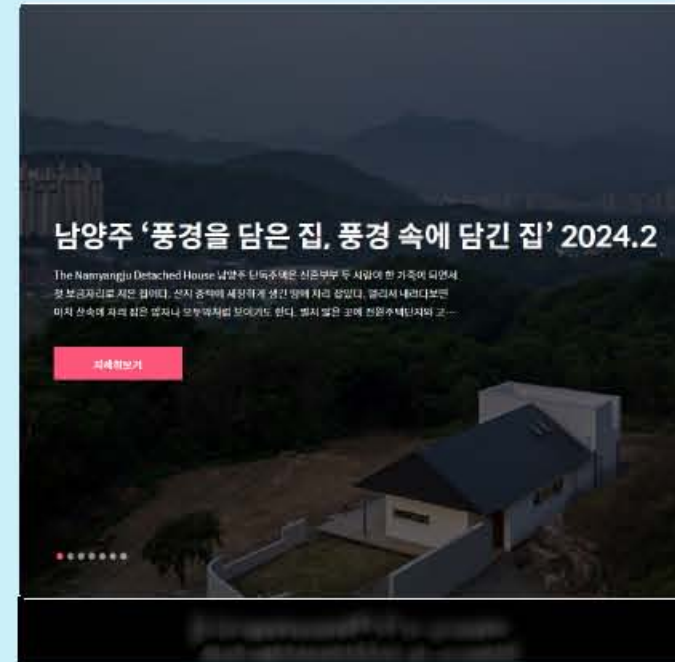 남양주 ‘풍경을 담은 집, 풍경 속에 담긴 집’ 2024.2
The Namyangju Detached House 남양주 단독주택은 신혼부부 두 사람이 한 가족이 되면서
첫 보금자리로 지은 집이다. 산지 중턱에 세장하게 생긴 땅에 자리 잡았다. 멀리서 내려다보면
마치 산속에 자리 잡은 암자나 모두막처럼 보이기도 한다. 멀지 않은 곳에 전원주택단지와 고…
자세히보기